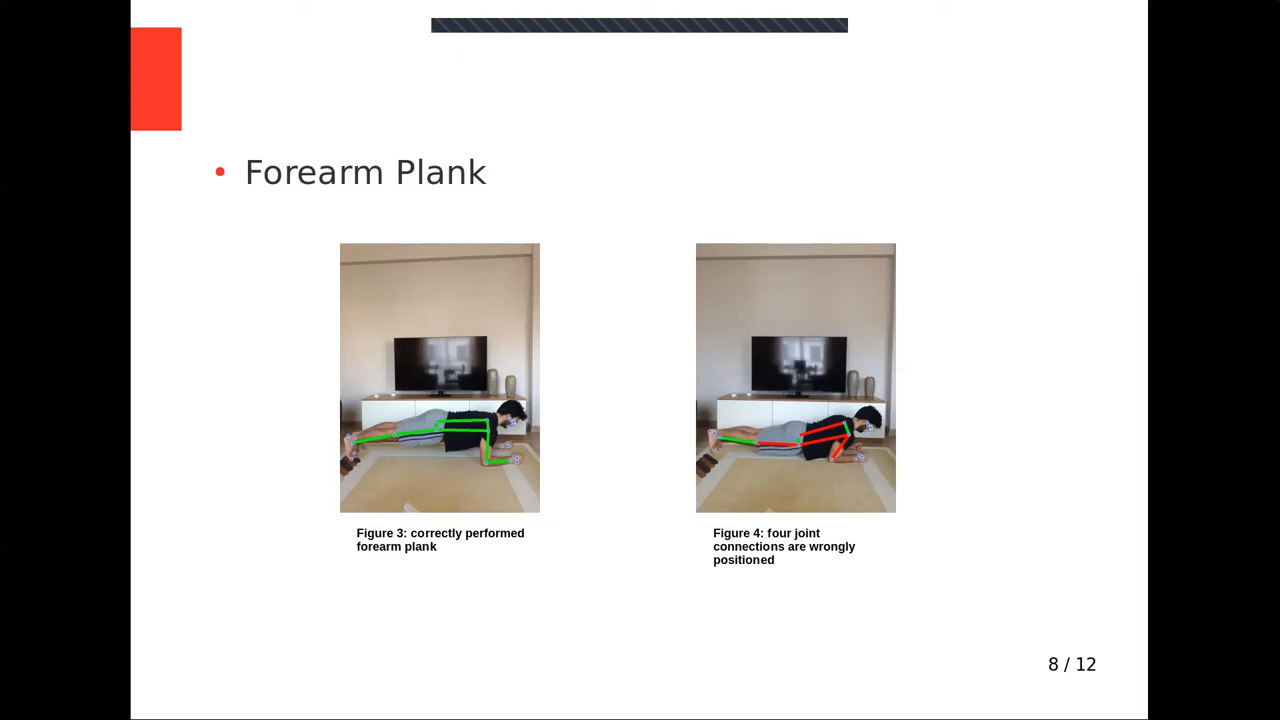 Forearm Plank
Figure 3: correctly performed
forearm plank
Figure 4: four joint
connections are wrongly
positioned
8 / 12